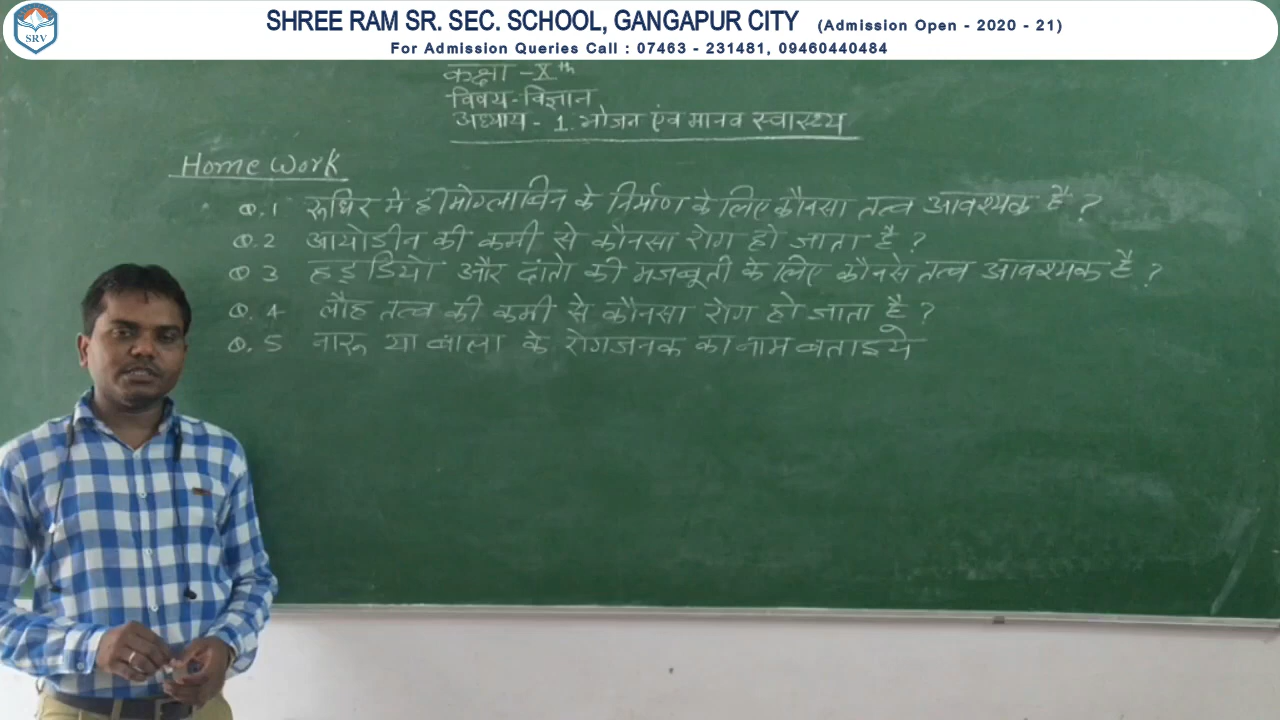 SHREE RAM SR. SEC. SCHOOL, GANGAPUR CITY (Admission Open - 2020 - 21)
For Admission Queries Call : 07463 - 231481, 09460440484
SRV
कक्षा - Xth
विषय - विज्ञान
अध्याय - 1. भोजन एंव मानव स्वास्थ्य
Home Work
Q.1 रूधिर में हीमोग्लोबिन के निर्माण के लिए कौनसा तत्व आवश्यक है ?
Q.2 आयोडीन की कमी से कौनसा रोग हो जाता है ?
Q 3 हड्डियो और दांतो की मजबूती के लिए कौनसे तत्व आवश्यक है ?
Q.4 लौह तत्व की कमी से कौनसा रोग हो जाता है ?
Q.5 नारू या बाला के रोगजनक का नाम बताइये